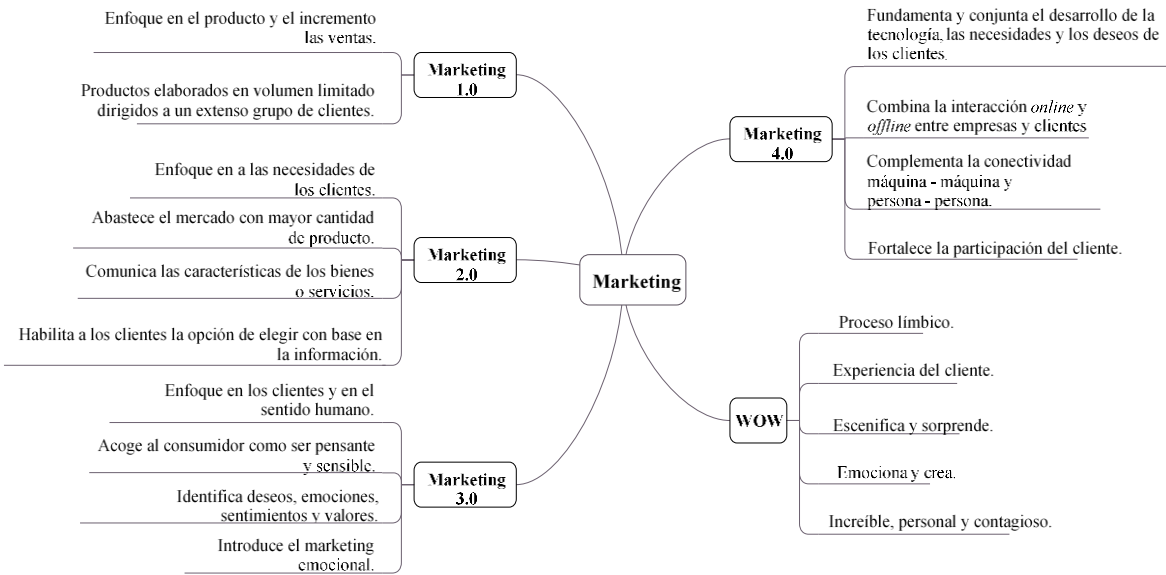 Enfoque en el producto y el incremento
las ventas.
Productos elaborados en volumen limitado
dirigidos a un extenso grupo de clientes.
Marketing
1.0
Enfoque en a las necesidades de
los clientes.
Abastece el mercado con mayor cantidad
de producto.
Comunica las características de los bienes
o servicios.
Habilita a los clientes la opción de elegir con base en
la información.
Marketing
2.0
Enfoque en los clientes y en el
sentido humano.
Acoge al consumidor como ser pensante
y sensible.
Identifica deseos, emociones,
sentimientos y valores.
Introduce el marketing
emocional.
Marketing
3.0
Marketing
Marketing
4.0
Fundamenta y conjunta el desarrollo de la
tecnología, las necesidades y los deseos de
los clientes.
Combina la interacción online y
offline entre empresas y clientes
Complementa la conectividad
máquina - máquina y
persona - persona.
Fortalece la participación del cliente.
WOW
Proceso límbico.
Experiencia del cliente.
Escenifica y sorprende.
Emociona y crea.
Increíble, personal y contagioso.